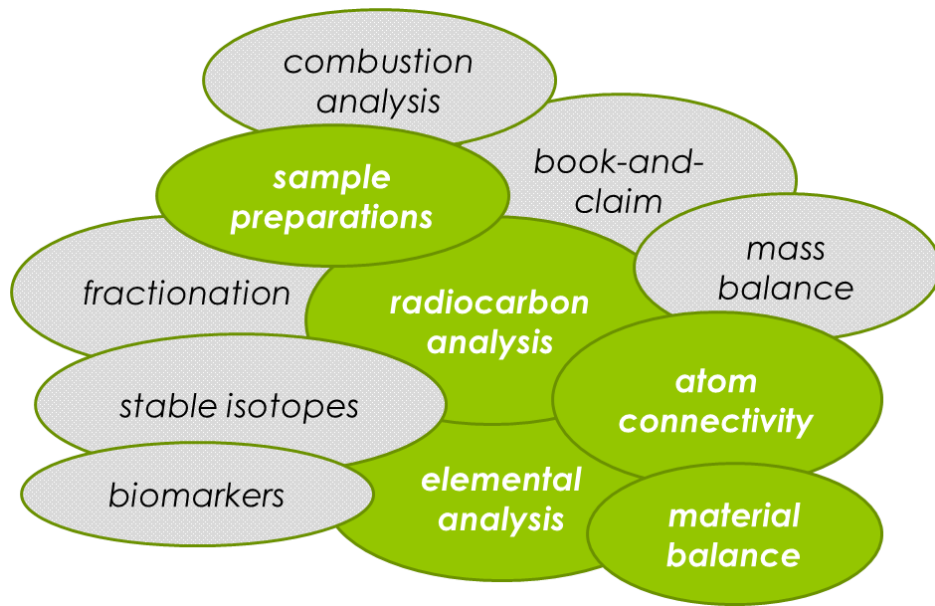 combustion
analysis
sample
preparations
book-and-
claim
mass
balance
fractionation
radiocarbon
analysis
atom
connectivity
stable isotopes
elemental
analysis
biomarkers
material
balance